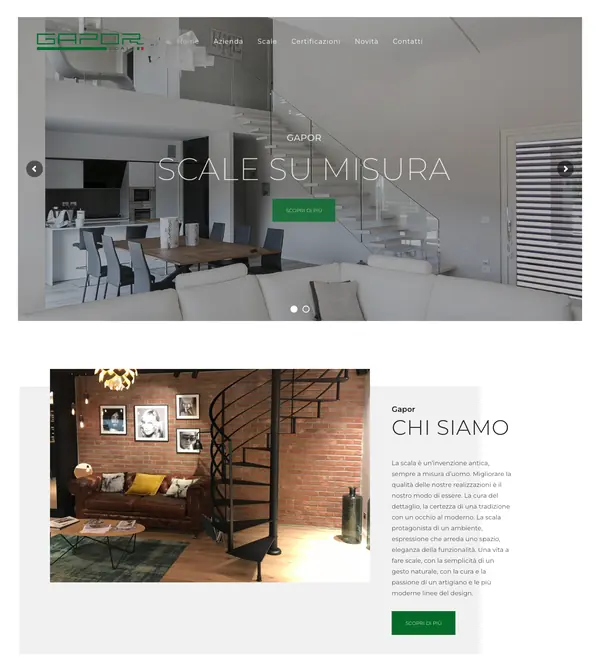 GAPOR
Home Azienda Scale Certificazioni Novità Contatti
GAPOR
SCALE SU MISURA
SCOPRI DI PIÙ
Gapor
CHI SIAMO
La scala è un'invenzione antica,
sempre a misura d'uomo. Migliorare la
qualità delle nostre realizzazioni è il
nostro modo di essere. La cura del
dettaglio, la certezza di una tradizione
con un occhio al moderno. La scala
protagonista di un ambiente,
espressione che arreda uno spazio,
eleganza della funzionalità. Una vita a
fare scale, con la semplicità di un
gesto naturale, con la cura e la
passione di un artigiano e le più
moderne linee del design.
SCOPRI DI PIÙ